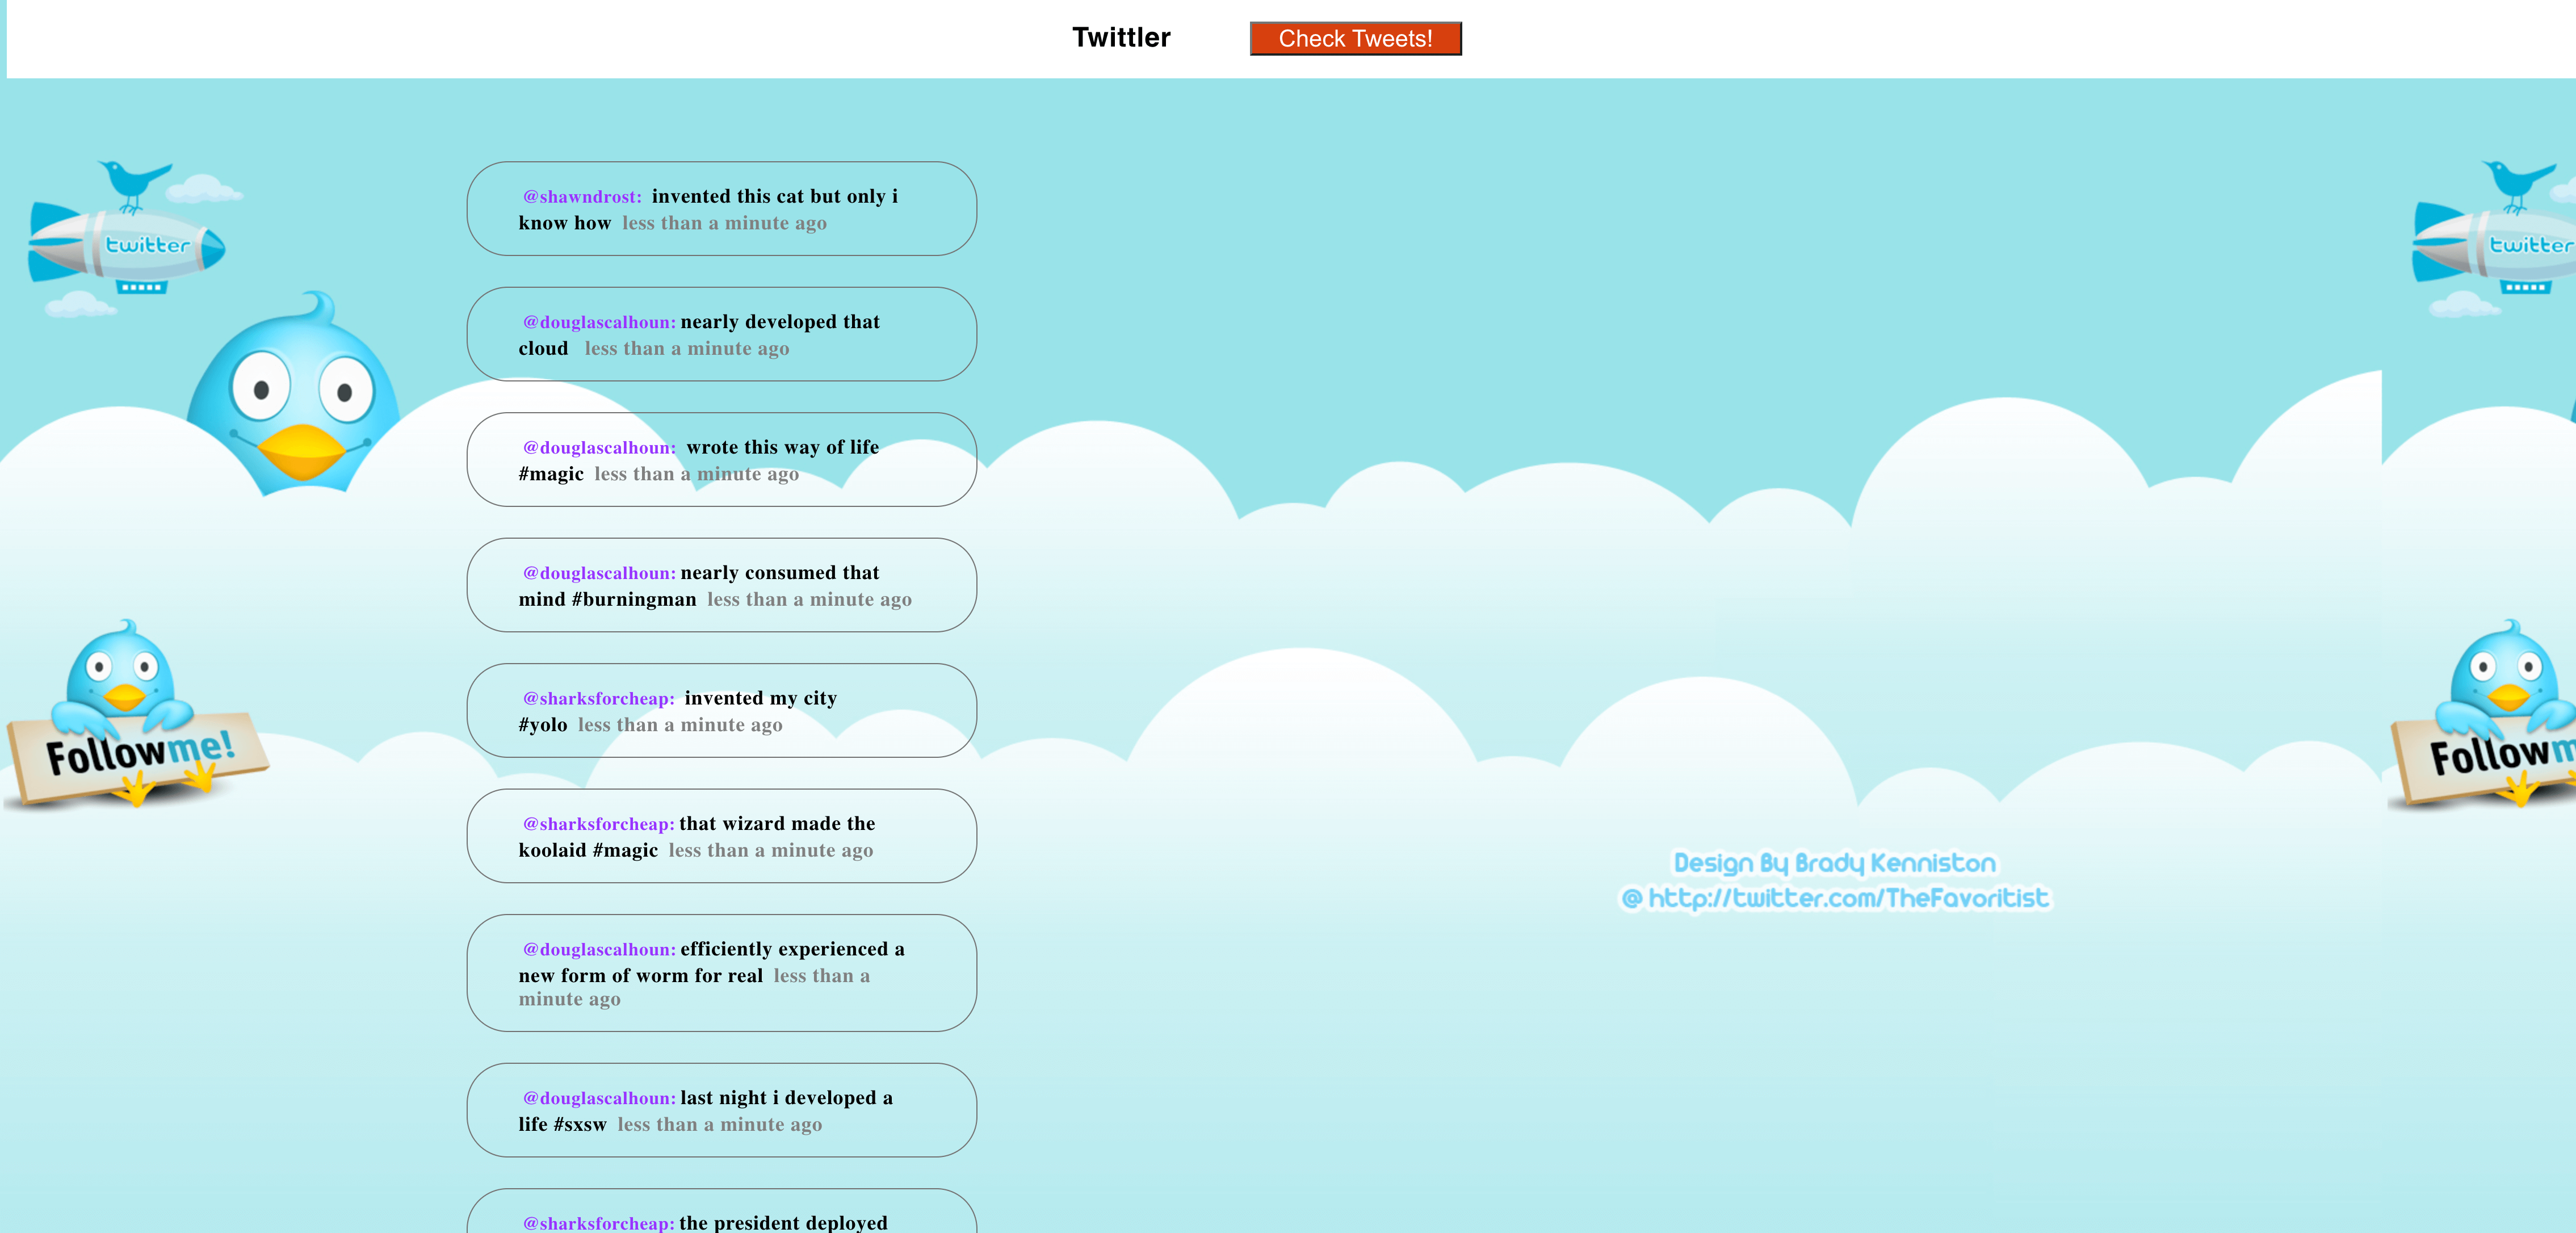 Twittler
Check Tweets!
twitter
twitter
@shawndrost: invented this cat but only i
know how less than a minute ago
@douglascalhoun: nearly developed that
cloud less than a minute ago
@douglascalhoun: wrote this way of life
#magic less than a minute ago
@douglascalhoun: nearly consumed that
mind #burningman less than a minute ago
@sharksforcheap: invented my city
#yolo less than a minute ago
Followme!
Followm
@sharksforcheap: that wizard made the
koolaid #magic less than a minute ago
Design By Brady Kenniston
@ http://twitter.com/TheFavoritist
@douglascalhoun: efficiently experienced a
new form of worm for real less than a
minute ago
@douglascalhoun: last night i developed a
life #sxsw less than a minute ago
@sharksforcheap: the president deployed